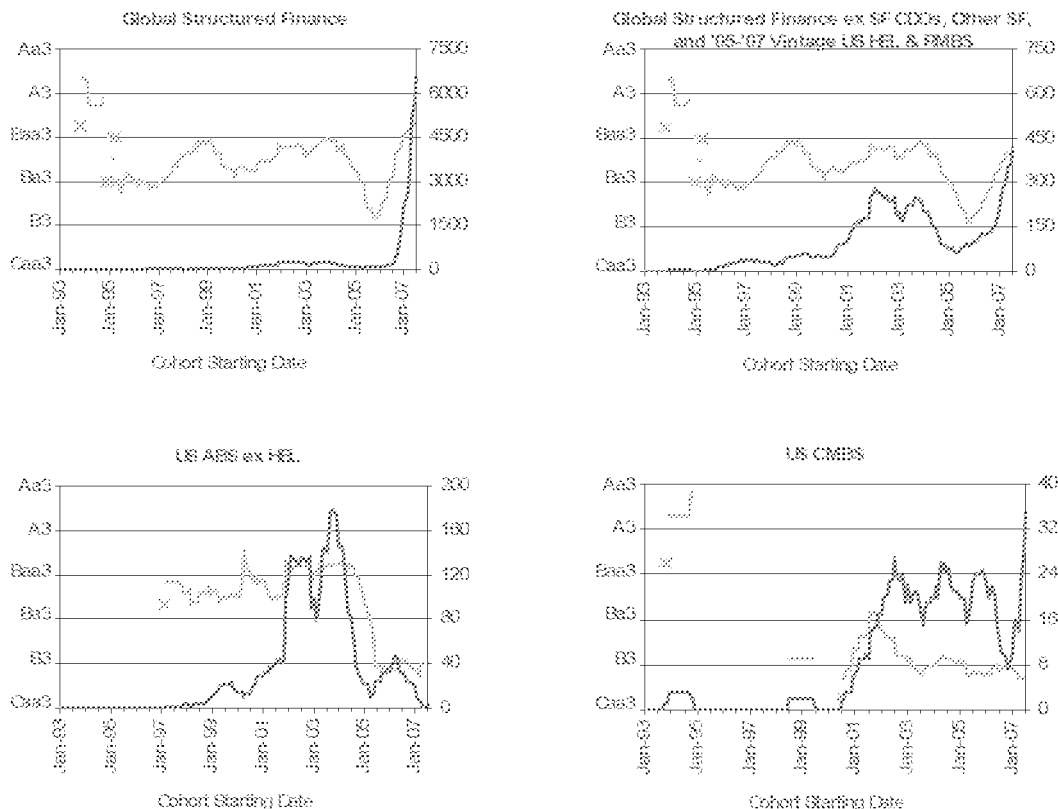 Global Structured Finance
Aa3
A3
Baa3
Ba3
B3
Caa3
7500
6000
4500
3000
1500
0
Jan-93
Jan-95
Jan-97
Jan-99
Jan-01
Jan-03
Jan-05
Jan-07
Cohort Starting Date
Global Structured Finance ex SF CDOs, Other SF,
and '05-'07 Vintage US HEL & RMBS
Aa3
A3
Baa3
Ba3
B3
Caa3
750
600
450
300
150
0
Jan-93
Jan-95
Jan-97
Jan-99
Jan-01
Jan-03
Jan-05
Jan-07
Cohort Starting Date
US ABS ex HEL
Aa3
A3
Baa3
Ba3
B3
Caa3
200
160
120
80
40
0
Jan-93
Jan-95
Jan-97
Jan-99
Jan-01
Jan-03
Jan-05
Jan-07
Cohort Starting Date
US CMBS
Aa3
A3
Baa3
Ba3
B3
Caa3
40
32
24
16
8
0
Jan-93
Jan-95
Jan-97
Jan-99
Jan-01
Jan-03
Jan-05
Jan-07
Cohort Starting Date